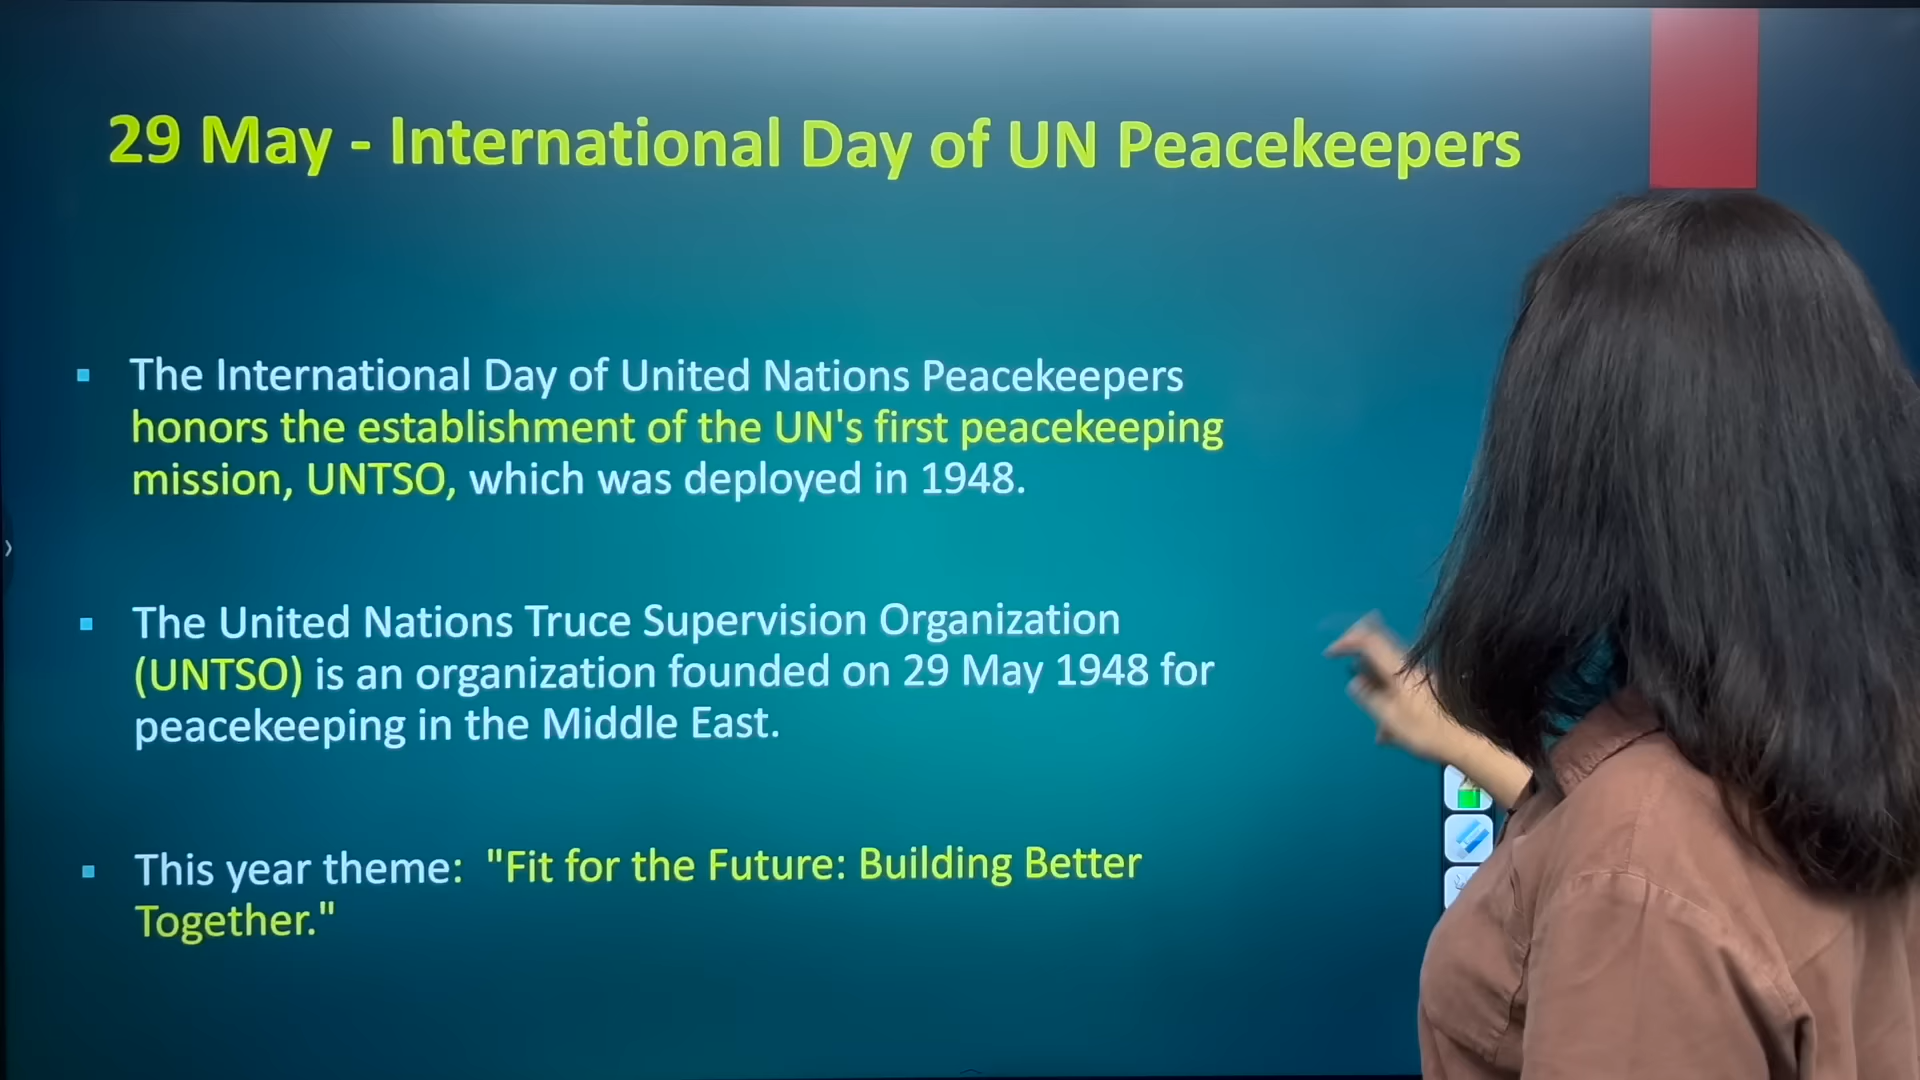 29 May - International Day of UN Peacekeepers
The International Day of United Nations Peacekeepers
honors the establishment of the UN's first peacekeeping
mission, UNTSO, which was deployed in 1948.
The United Nations Truce Supervision Organization
(UNTSO) is an organization founded on 29 May 1948 for
peacekeeping in the Middle East.
This year theme: "Fit for the Future: Building Better
Together."